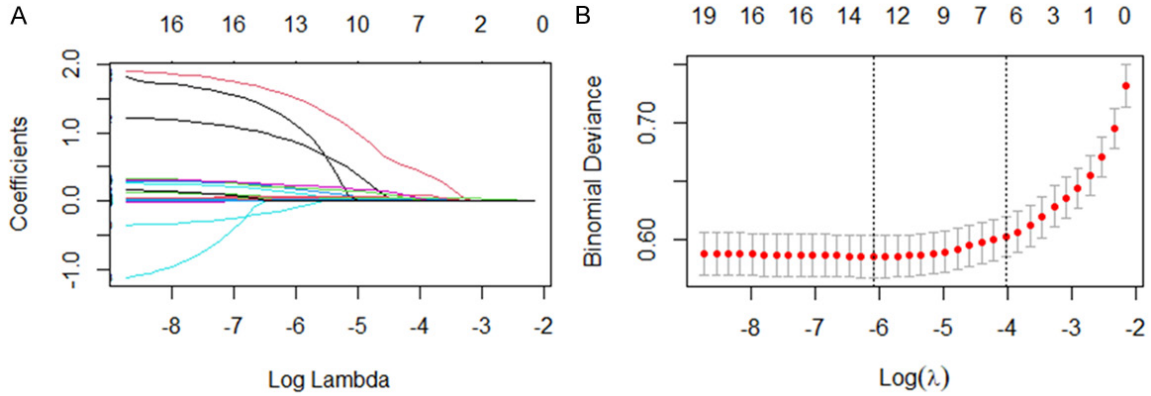 A
16 16 13 10 7 2 0
2.0
1.0
0.0
-1.0
Coefficients
-8 -7 -6 -5 -4 -3 -2
Log Lambda
B
19 16 16 14 12 9 7 6 3 1 0
0.70
0.60
Binomial Deviance
-8 -7 -6 -5 -4 -3 -2
Log(λ)